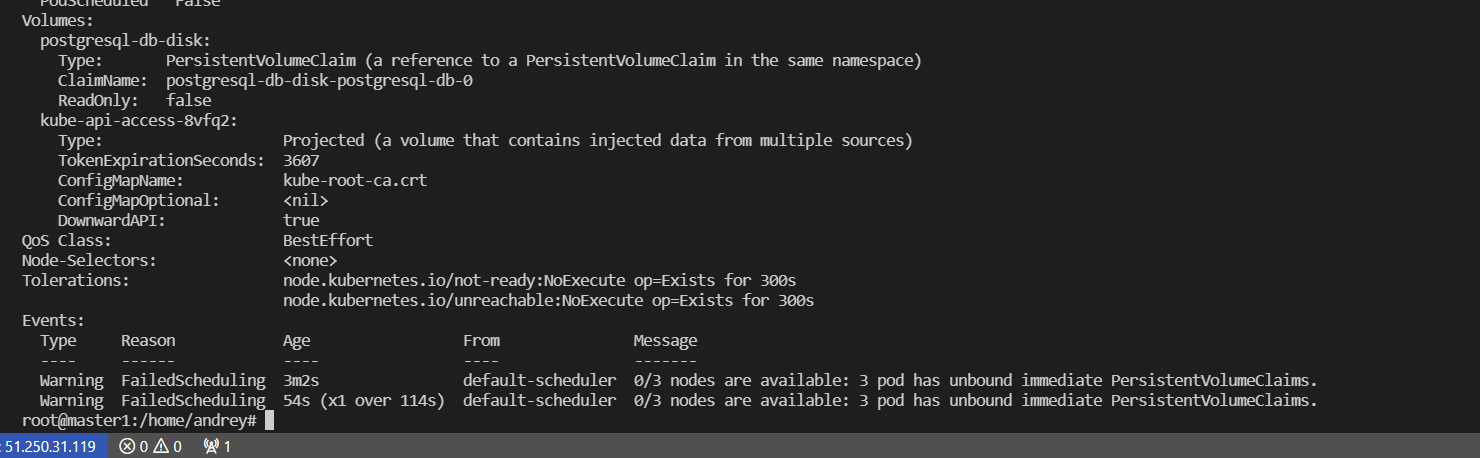 PodScheduled   False
Volumes:
  postgresql-db-disk:
    Type:       PersistentVolumeClaim (a reference to a PersistentVolumeClaim in the same namespace)
    ClaimName:  postgresql-db-disk-postgresql-db-0
    ReadOnly:   false
  kube-api-access-8vfq2:
    Type:                    Projected (a volume that contains injected data from multiple sources)
    TokenExpirationSeconds:  3607
    ConfigMapName:           kube-root-ca.crt
    ConfigMapOptional:       <nil>
    DownwardAPI:             true
QoS Class:                   BestEffort
Node-Selectors:              <none>
Tolerations:                 node.kubernetes.io/not-ready:NoExecute op=Exists for 300s
                             node.kubernetes.io/unreachable:NoExecute op=Exists for 300s
Events:
  Type     Reason            Age                 From               Message
  ----     ------            ----                ----               -------
  Warning  FailedScheduling  3m2s                default-scheduler  0/3 nodes are available: 3 pod has unbound immediate PersistentVolumeClaims.
  Warning  FailedScheduling  54s (x1 over 114s)  default-scheduler  0/3 nodes are available: 3 pod has unbound immediate PersistentVolumeClaims.
root@master1:/home/andrey#
: 51.250.31.119 0 0 1